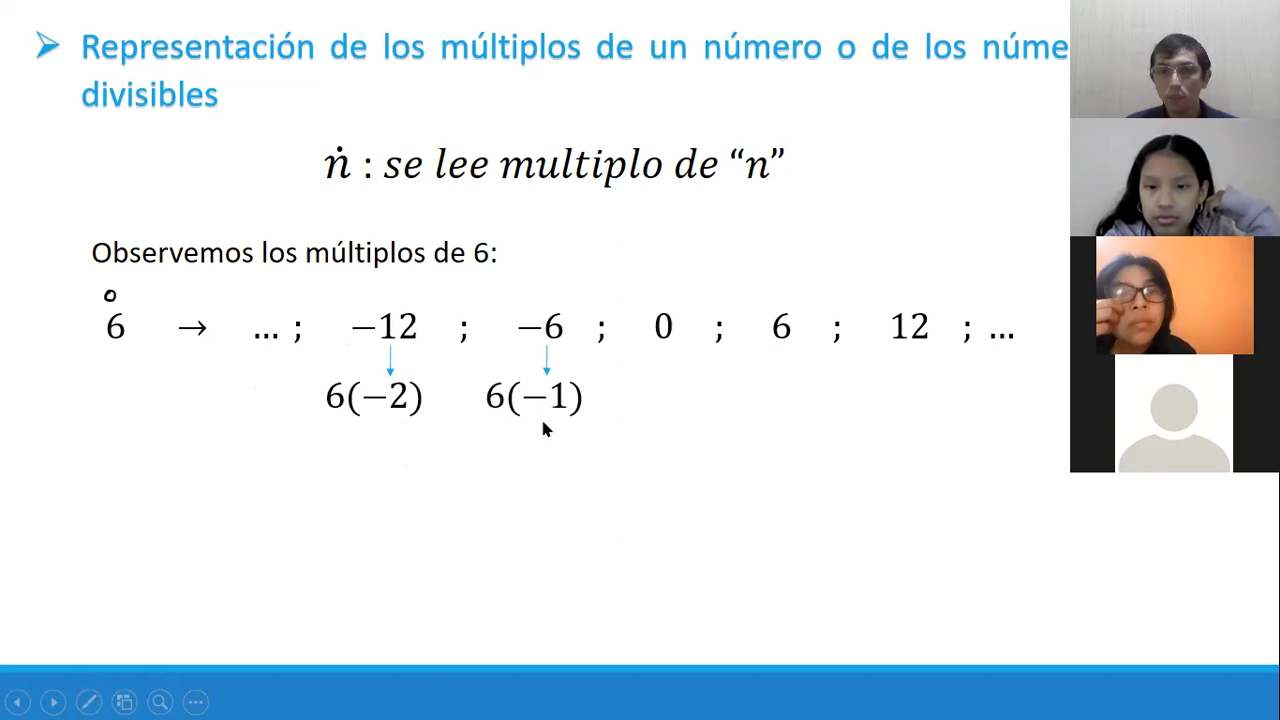 Representación de los múltiplos de un número o de los núme
divisibles
ṅ : se lee multiplo de “n”
Observemos los múltiplos de 6:
6̊ → ... ; −12 ; −6 ; 0 ; 6 ; 12 ; ...
6(−2) 6(−1)